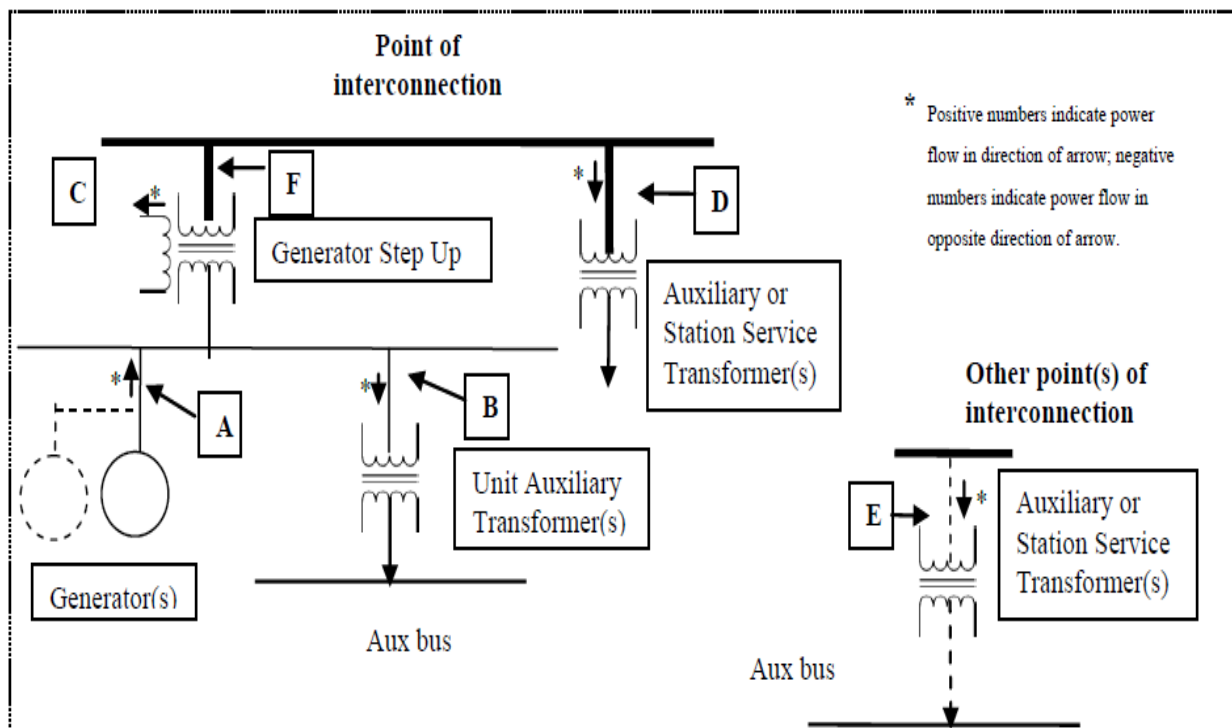 Point of
interconnection
* Positive numbers indicate power
flow in direction of arrow; negative
numbers indicate power flow in
opposite direction of arrow.
C
*
F
*
D
Generator Step Up
Auxiliary or
Station Service
Transformer(s)
*
A
*
B
Other point(s) of
interconnection
Unit Auxiliary
Transformer(s)
E
*
Auxiliary or
Station Service
Transformer(s)
Generator(s)
Aux bus
Aux bus